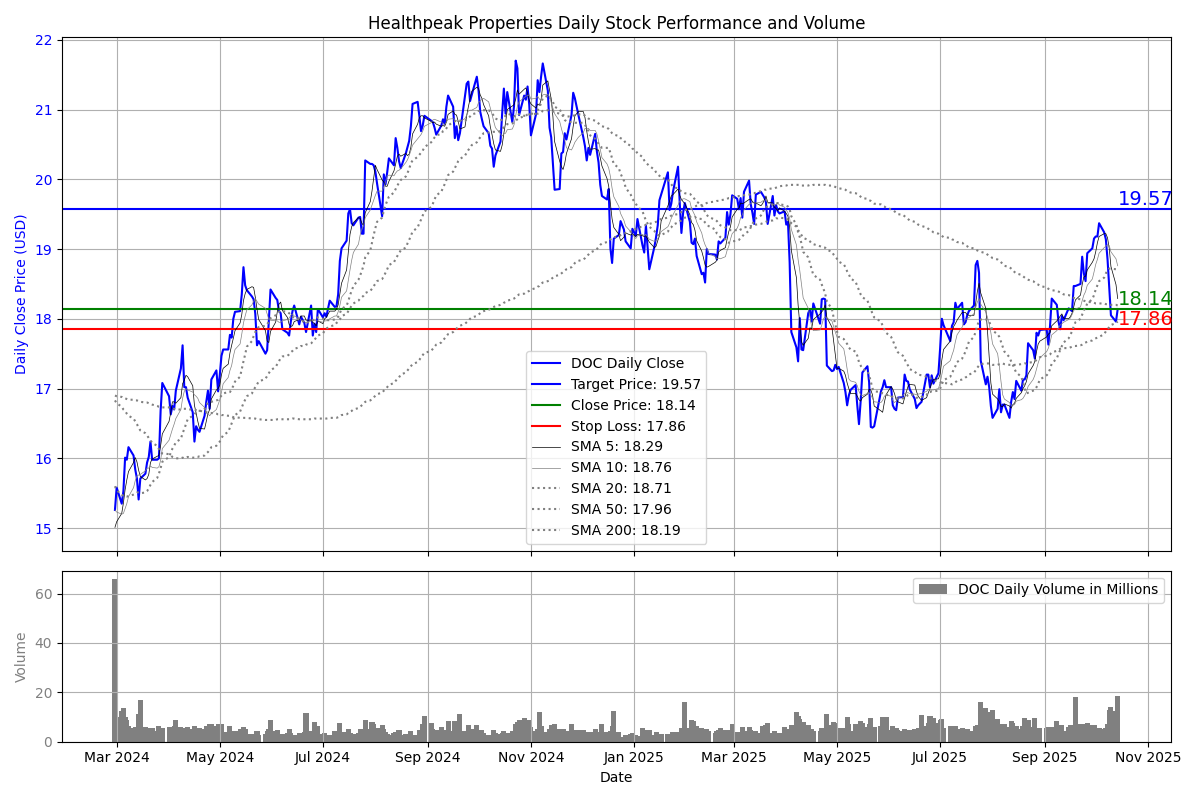 Healthpeak Properties Daily Stock Performance and Volume
Daily Close Price (USD)
22
21
20
19
18
17
16
15
19.57
18.14
17.86
DOC Daily Close
Target Price: 19.57
Close Price: 18.14
Stop Loss: 17.86
SMA 5: 18.29
SMA 10: 18.76
SMA 20: 18.71
SMA 50: 17.96
SMA 200: 18.19
Volume
60
40
20
0
DOC Daily Volume in Millions
Mar 2024 May 2024 Jul 2024 Sep 2024 Nov 2024 Jan 2025 Mar 2025 May 2025 Jul 2025 Sep 2025 Nov 2025
Date